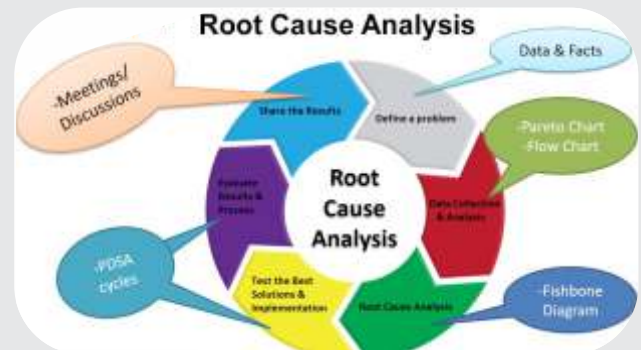 Root Cause Analysis
Data & Facts
-Meetings/
Discussions
Share the Results
Define a problem
-Pareto Chart
-Flow Chart
Evaluate
Results &
Process
Root
Cause
Analysis
Data Collection
& Analysis
-PDSA
cycles
Test the Best
Solutions &
Implementation
Root Cause Analysis
-Fishbone
Diagram